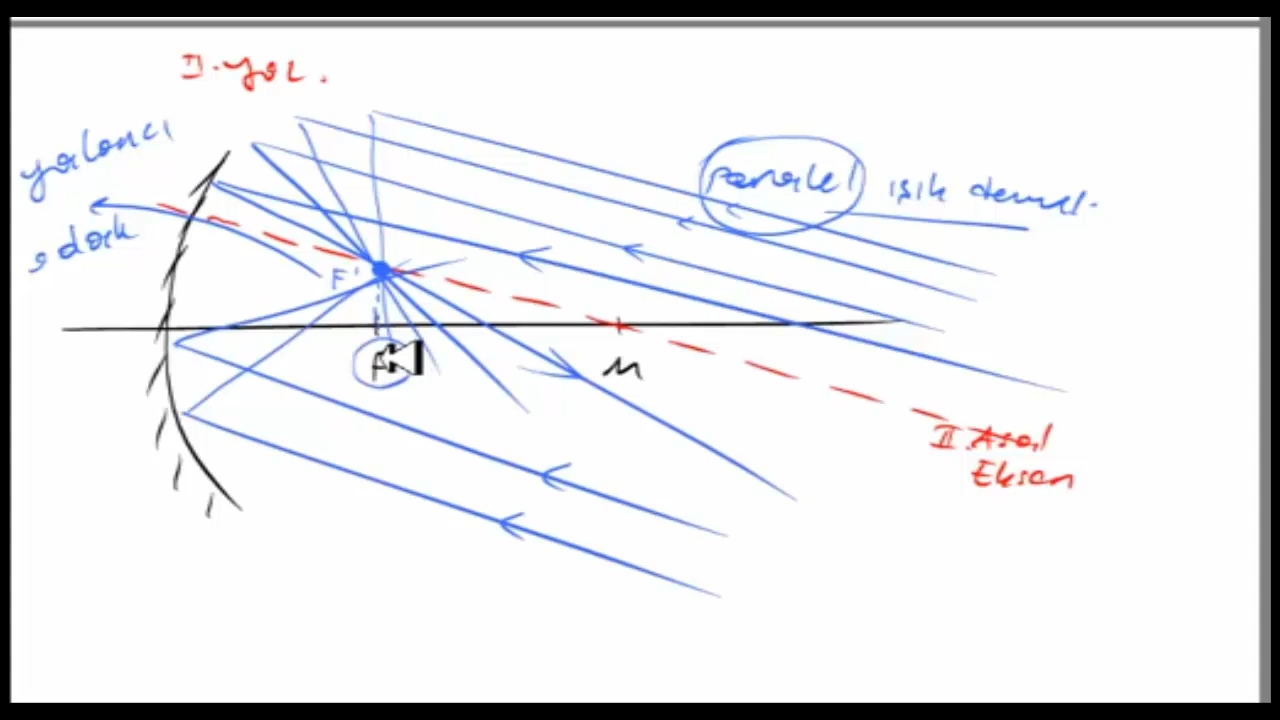 II. yol.
yalancı
odak
paralel ışık demeti.
F'
F
M
II. Asal
Eksen